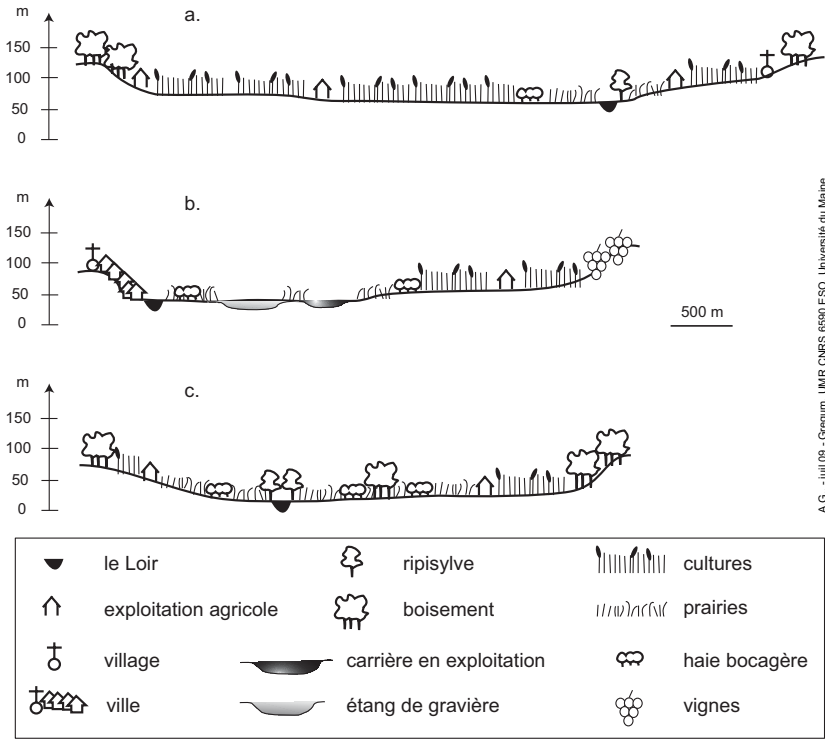 m
a.
150
100
50
0
m
b.
150
100
50
0
500 m
m
c.
150
100
50
0
A.G. - juil 09 - Gregum, UMR CNRS 6590 ESO, Université du Maine
le Loir
ripisylve
cultures
exploitation agricole
boisement
prairies
village
carrière en exploitation
haie bocagère
ville
étang de gravière
vignes